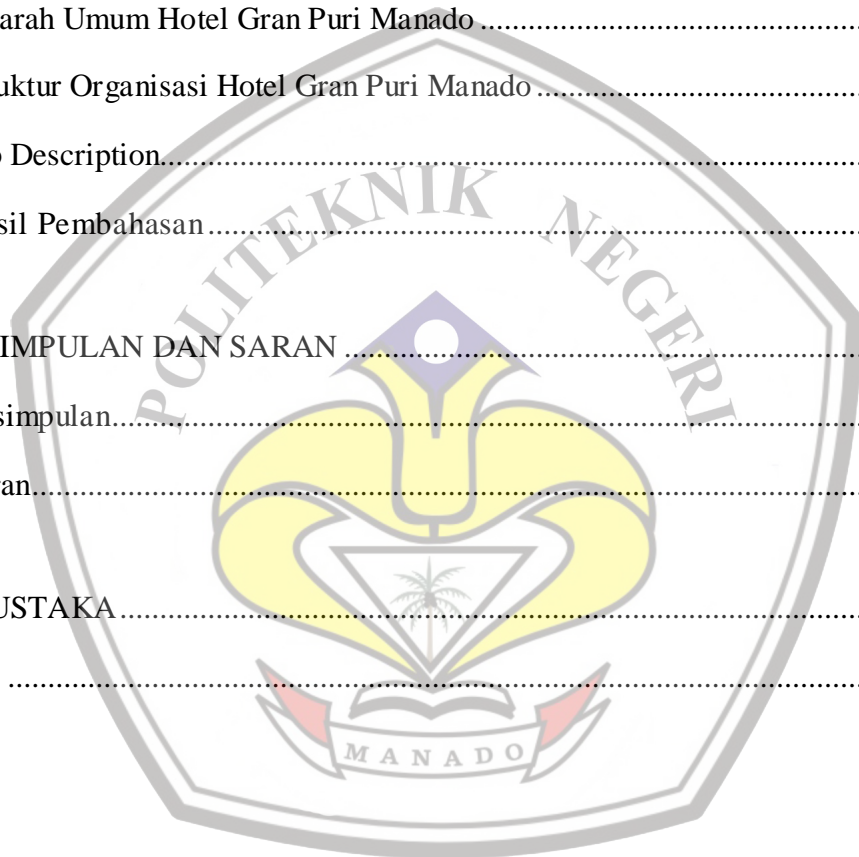 arah Umum Hotel Gran Puri Manado ..........................................................
uktur Organisasi Hotel Gran Puri Manado ..................................................
Description..........................................................................................................
sil Pembahasan ....................................................................................................
IMPULAN DAN SARAN ..............................................................................
simpulan..............................................................................................................
ran........................................................................................................................
USTAKA ..............................................................................................................
..............................................................................................................................
POLITEKNIK NEGERI
MANADO